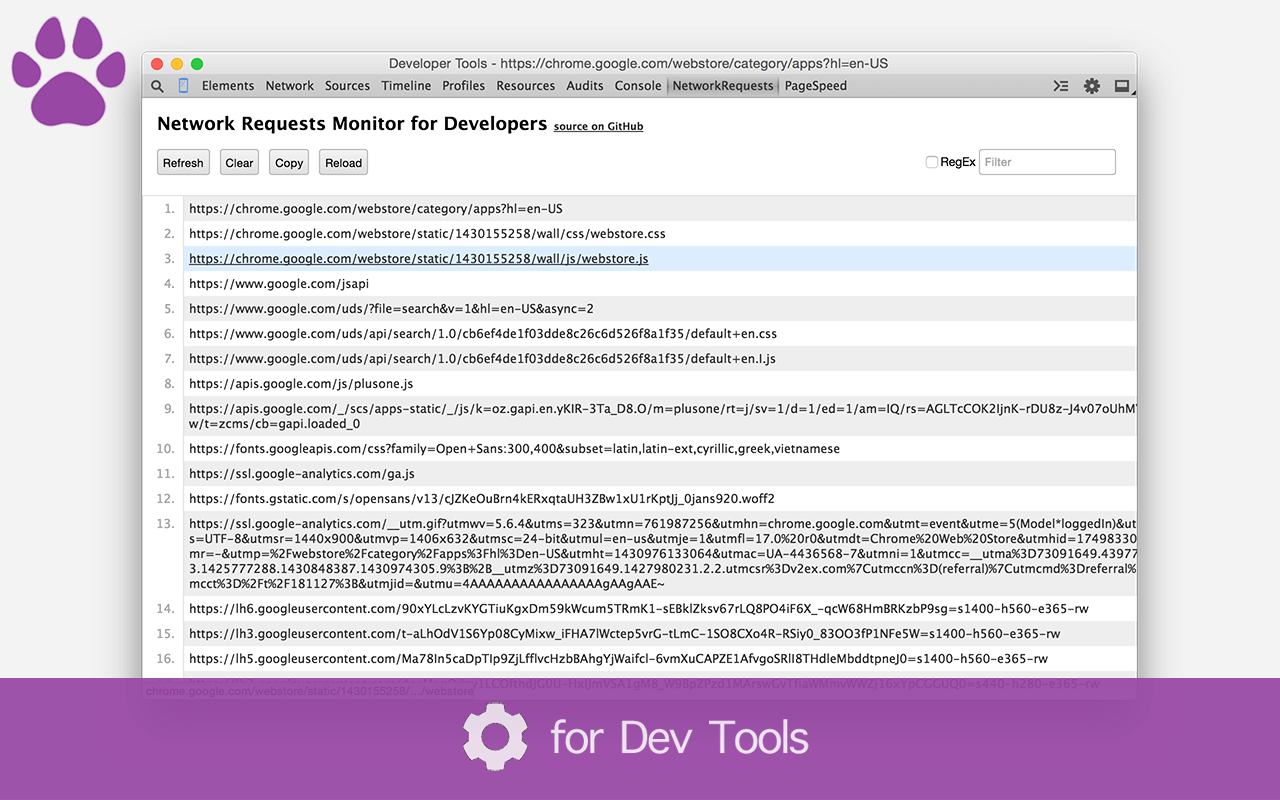 Developer Tools - https://chrome.google.com/webstore/category/apps?hl=en-US
Elements Network Sources Timeline Profiles Resources Audits Console NetworkRequests PageSpeed
Network Requests Monitor for Developers source on GitHub
Refresh Clear Copy Reload RegEx Filter
1. https://chrome.google.com/webstore/category/apps?hl=en-US
2. https://chrome.google.com/webstore/static/1430155258/wall/css/webstore.css
3. https://chrome.google.com/webstore/static/1430155258/wall/js/webstore.js
4. https://www.google.com/jsapi
5. https://www.google.com/uds/?file=search&v=1&hl=en-US&async=2
6. https://www.google.com/uds/api/search/1.0/cb6ef4de1f03dde8c26c6d526f8a1f35/default+en.css
7. https://www.google.com/uds/api/search/1.0/cb6ef4de1f03dde8c26c6d526f8a1f35/default+en.I.js
8. https://apis.google.com/js/plusone.js
9. https://apis.google.com/_/scs/apps-static/_/js/k=oz.gapi.en.yKIR-3Ta_D8.O/m=plusone/rt=j/sv=1/d=1/ed=1/am=IQ/rs=AGLTcCOK2IjnK-rDU8z-J4v07oUhM
w/t=zcms/cb=gapi.loaded_0
10. https://fonts.googleapis.com/css?family=Open+Sans:300,400&subset=latin,latin-ext,cyrillic,greek,vietnamese
11. https://ssl.google-analytics.com/ga.js
12. https://fonts.gstatic.com/s/opensans/v13/cJZKeOuBrn4kERxqtaUH3ZBw1xU1rKptJj_0jans920.woff2
13. https://ssl.google-analytics.com/__utm.gif?utmwv=5.6.4&utms=323&utmn=761987256&utmhn=chrome.google.com&utmt=event&utme=5(Model*loggedIn)&ut
s=UTF-8&utmsr=1440x900&utmvp=1406x632&utmsc=24-bit&utmul=en-us&utmje=1&utmfl=17.0%20r0&utmdt=Chrome%20Web%20Store&utmhid=17498330
mr=-&utmp=%2Fwebstore%2Fcategory%2Fapps%3Fhl%3Den-US&utmht=1430976133064&utmac=UA-4436568-7&utmni=1&utmcc=__utma%3D73091649.43977
3.1425777288.1430848387.1430974305.9%3B%2B__utmz%3D73091649.1427980231.2.2.utmcsr%3Dv2ex.com%7Cutmccn%3D(referral)%7Cutmcmd%3Dreferral%
mcct%3D%2Ft%2F181127%3B&utmjid=&utmu=4AAAAAAAAAAAAAAAAgAAgAAE~
14. https://lh6.googleusercontent.com/90xYLcLzvKYGTiuKgxDm59kWcum5TRmK1-sEBklZksv67rLQ8PO4iF6X_-qcW68HmBRKzbP9sg=s1400-h560-e365-rw
15. https://lh3.googleusercontent.com/t-aLhOdV1S6Yp08CyMixw_iFHA7lWctep5vrG-tLmC-1SO8CXo4R-RSiy0_83OO3fP1NFe5W=s1400-h560-e365-rw
16. https://lh5.googleusercontent.com/Ma78In5caDpTIp9ZjLfflvcHzbBAhgYjWaifcl-6vmXuCAPZE1AfvgoSRlI8THdleMbddtpneJ0=s1400-h560-e365-rw
chrome.google.com/webstore/static/1430155258/…/webstore
for Dev Tools